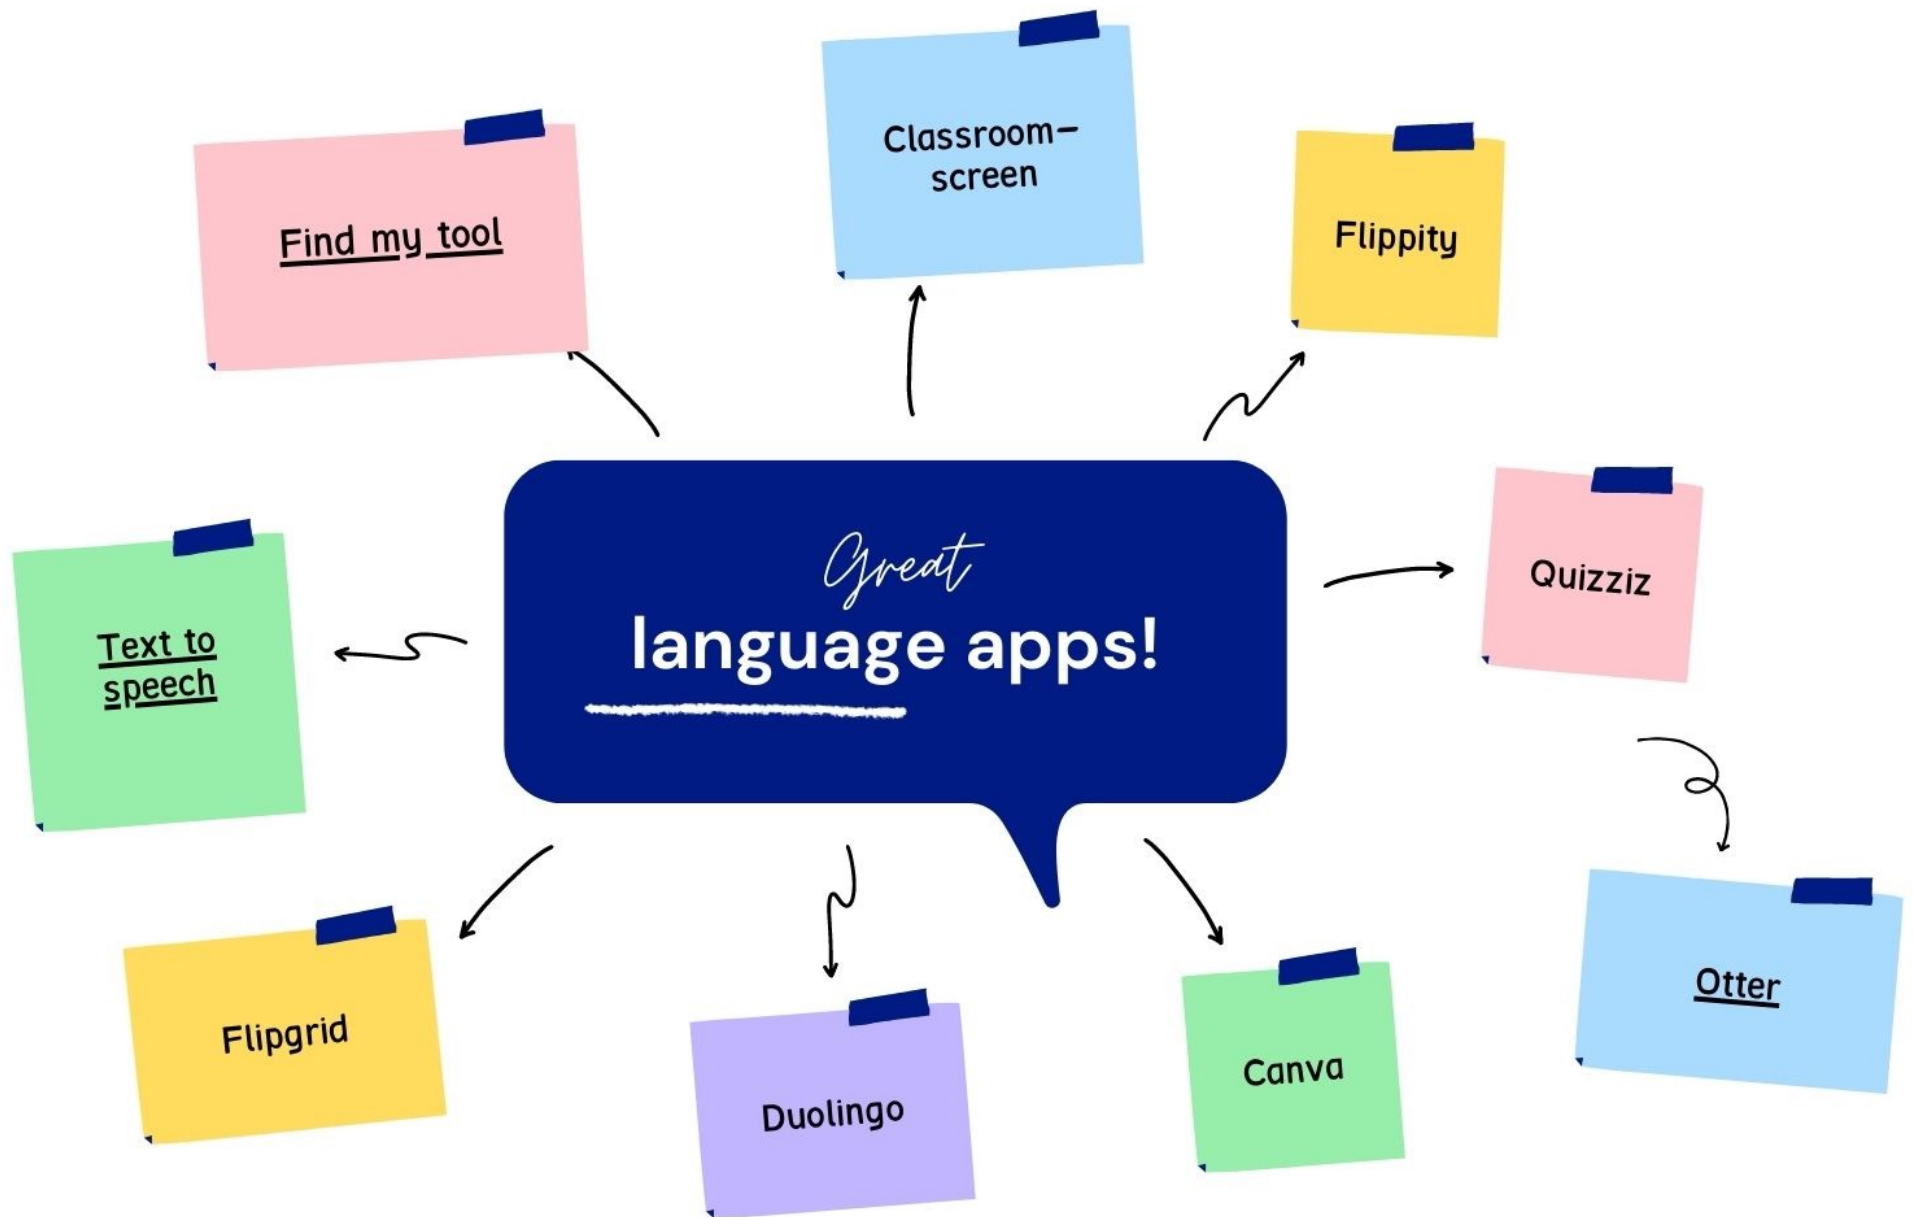 Classroom-
screen
Find my tool
Flippity
Great
language apps!
Quizziz
Text to
speech
Otter
Flipgrid
Canva
Duolingo